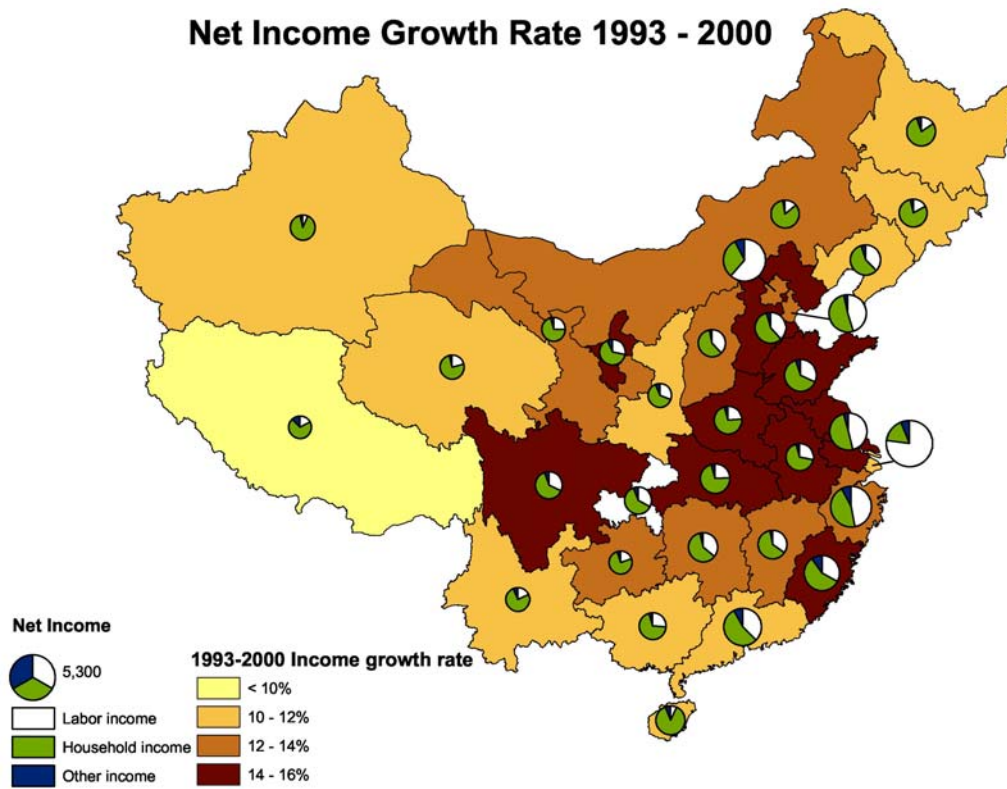 Net Income Growth Rate 1993 - 2000
Net Income
5,300
Labor income
Household income
Other income
1993-2000 Income growth rate
< 10%
10 - 12%
12 - 14%
14 - 16%